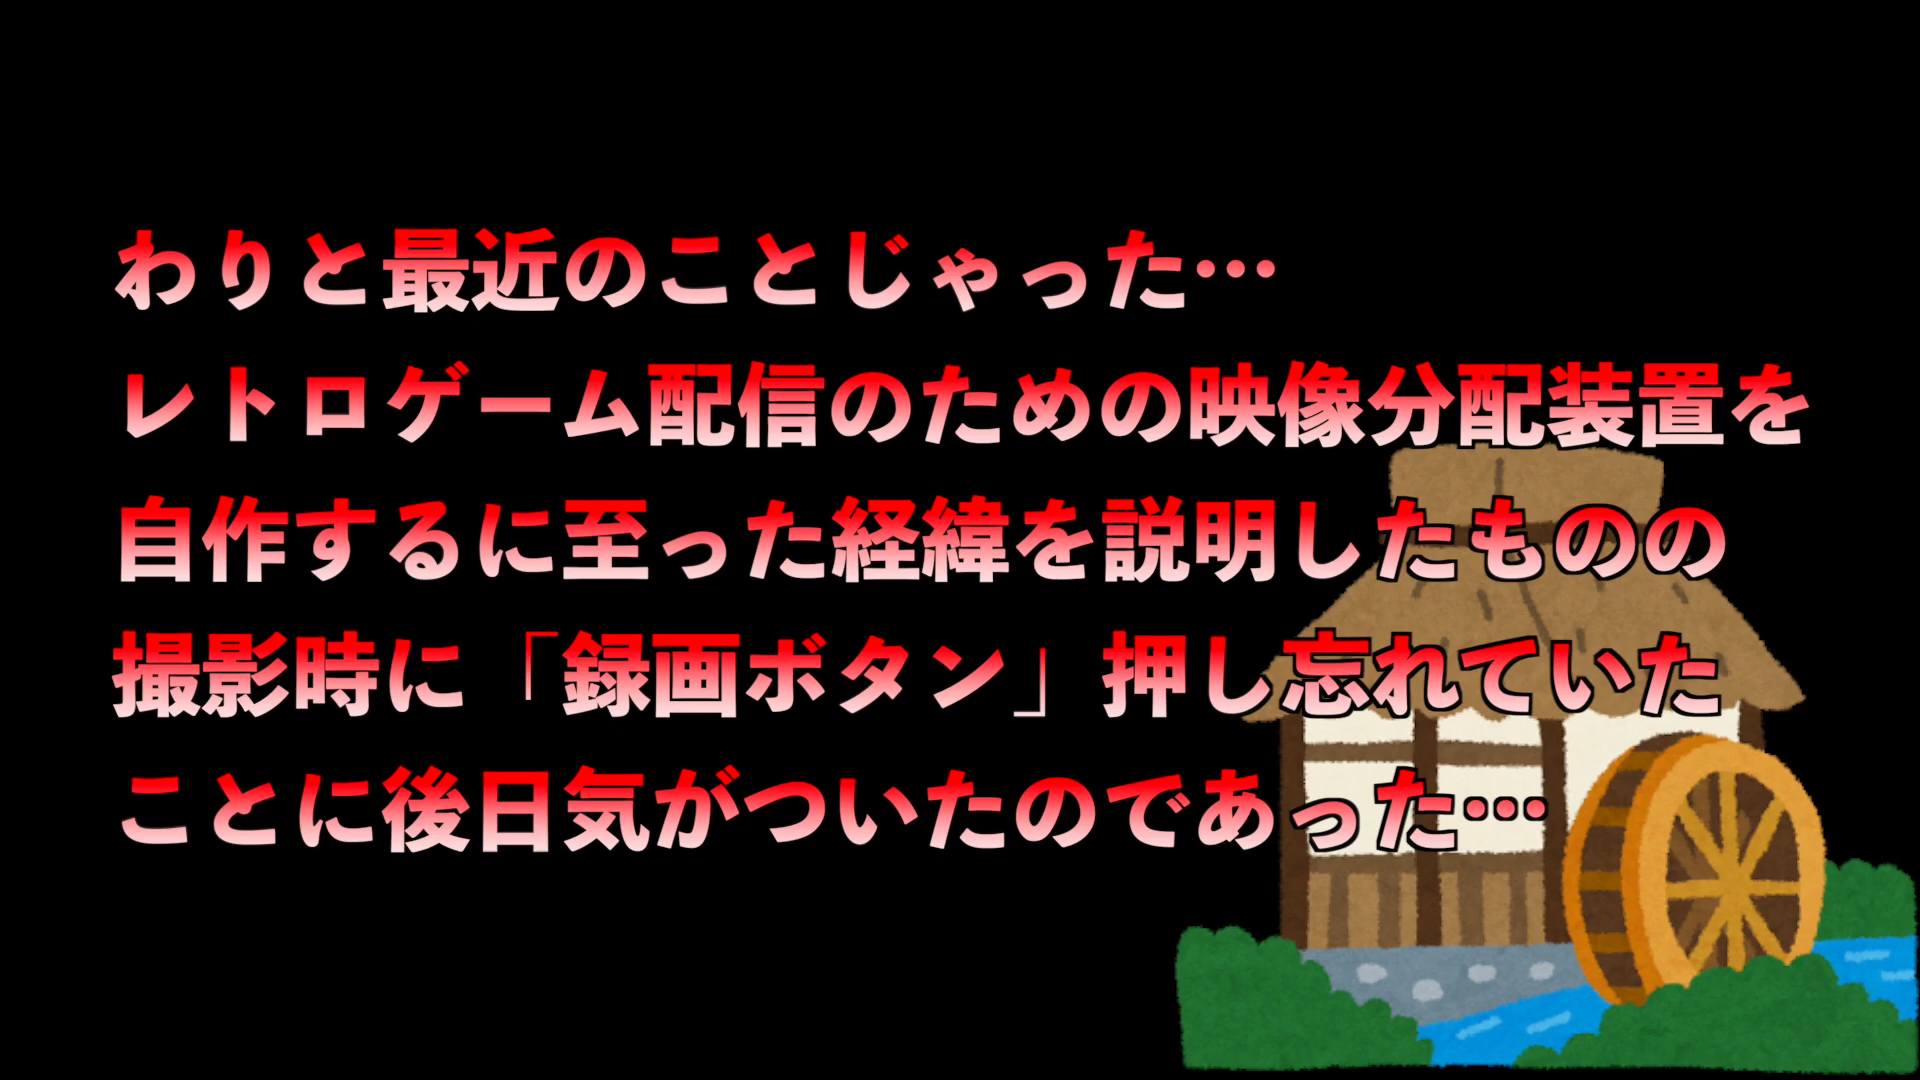 わりと最近のことじゃった…
レトロゲーム配信のための映像分配装置を
自作するに至った経緯を説明したものの
撮影時に「録画ボタン」押し忘れていた
ことに後日気がついたのであった…